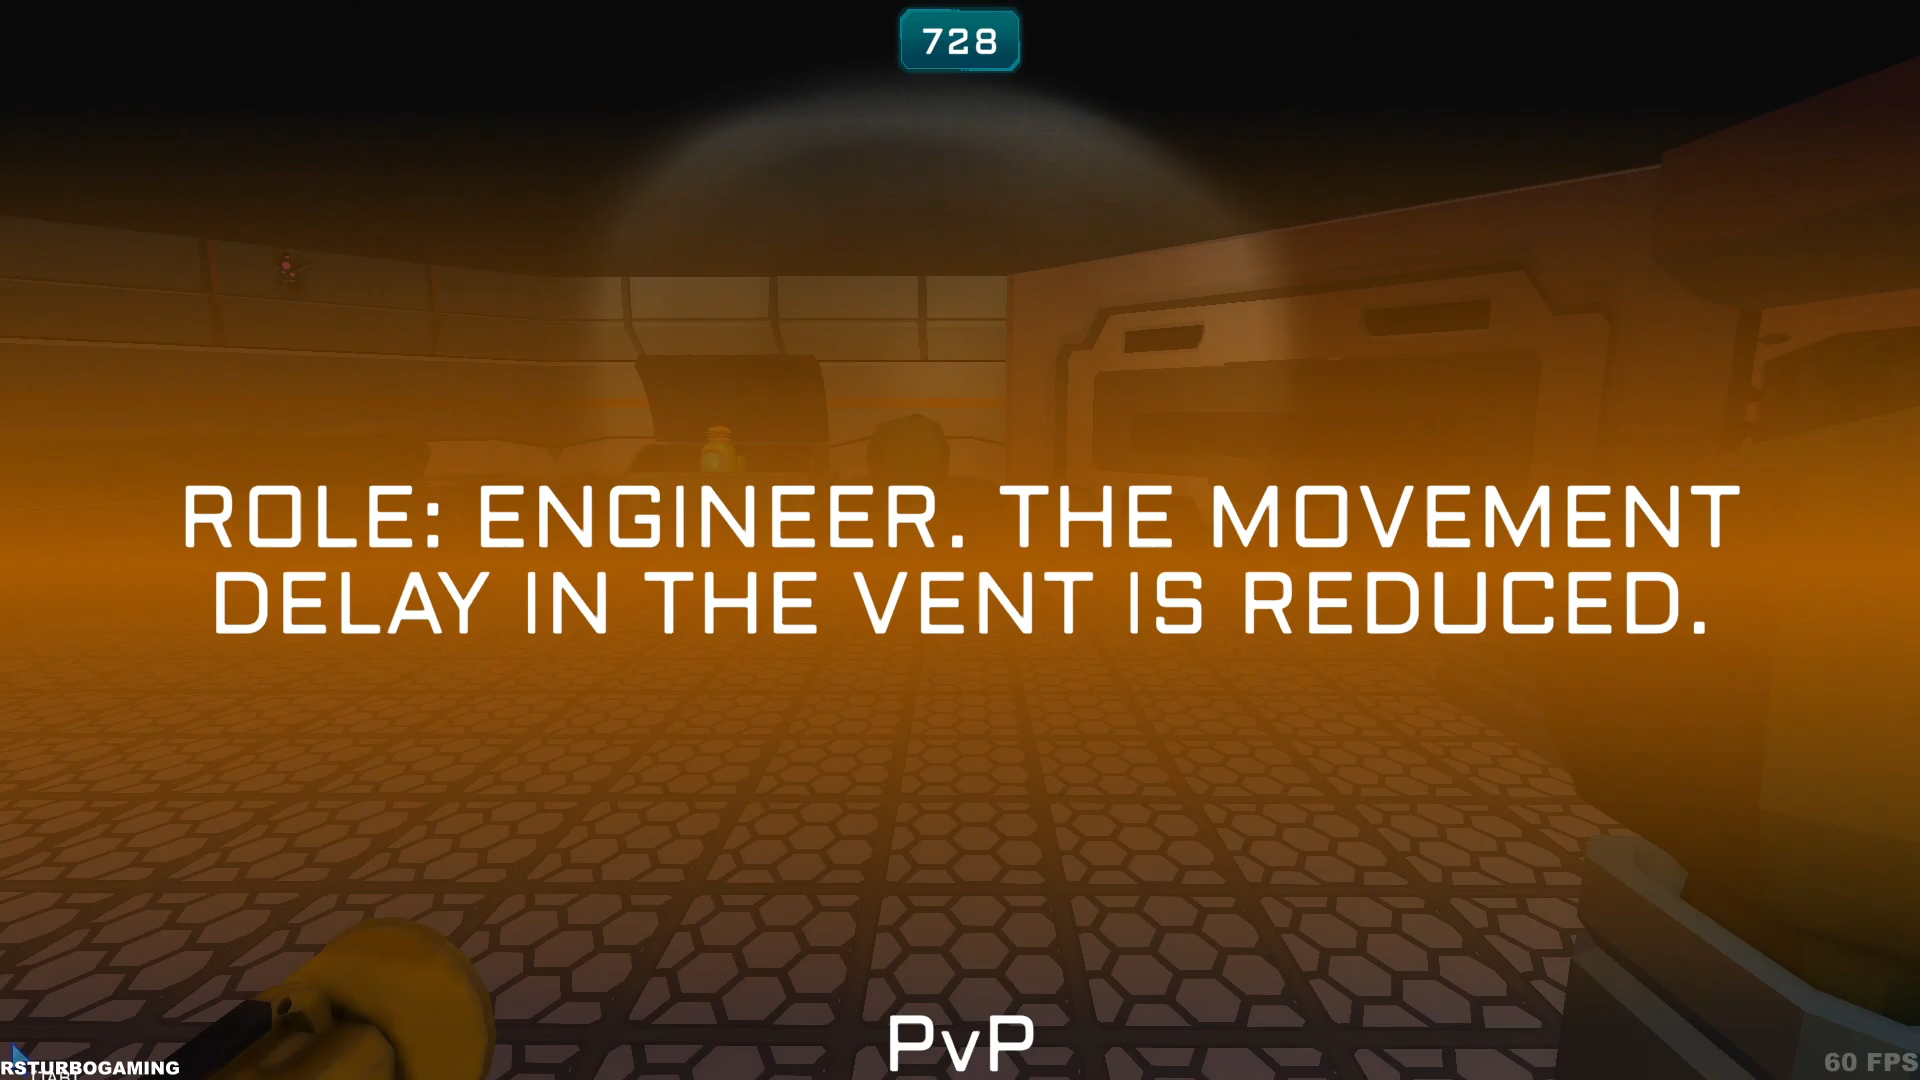 728
ROLE: ENGINEER. THE MOVEMENT
DELAY IN THE VENT IS REDUCED.
PvP
RSTURBOGAMING
60 FPS